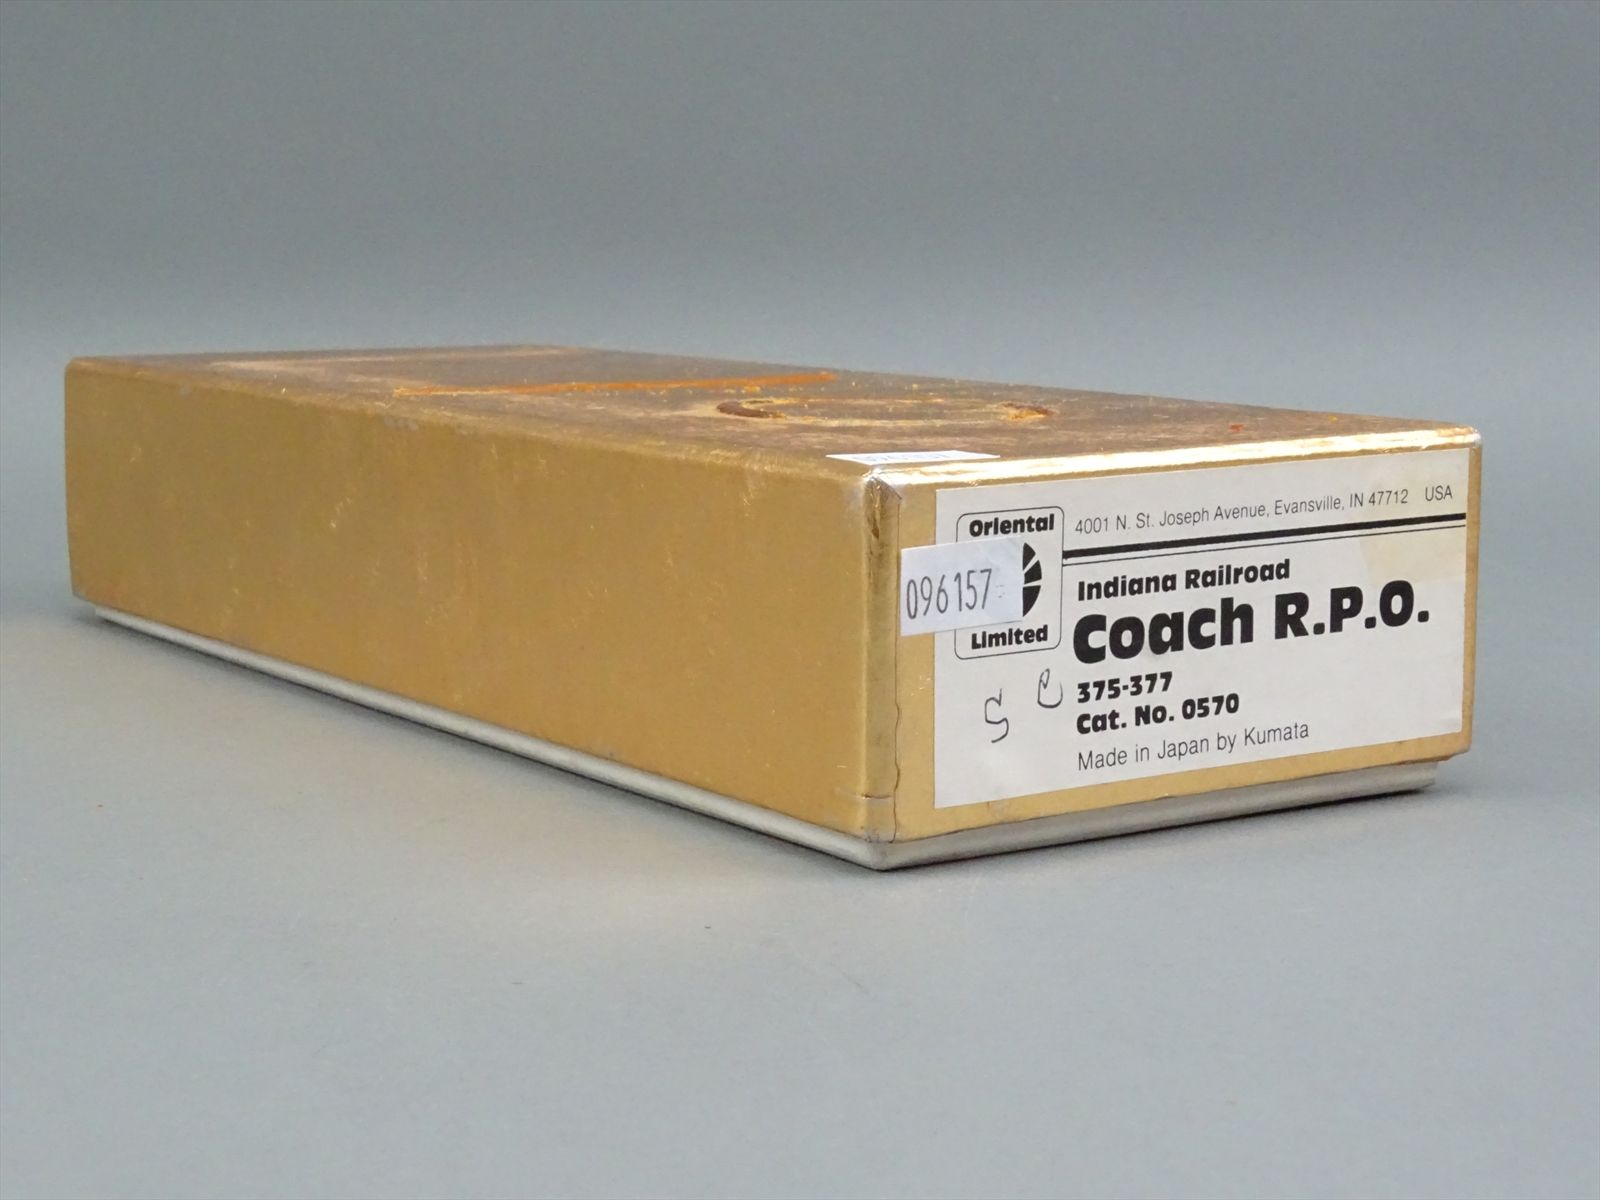 Oriental
Limited
4001 N. St. Joseph Avenue, Evansville, IN 47712 USA
096157
Indiana Railroad
Coach R.P.O.
375-377
Cat. No. 0570
Made in Japan by Kumata